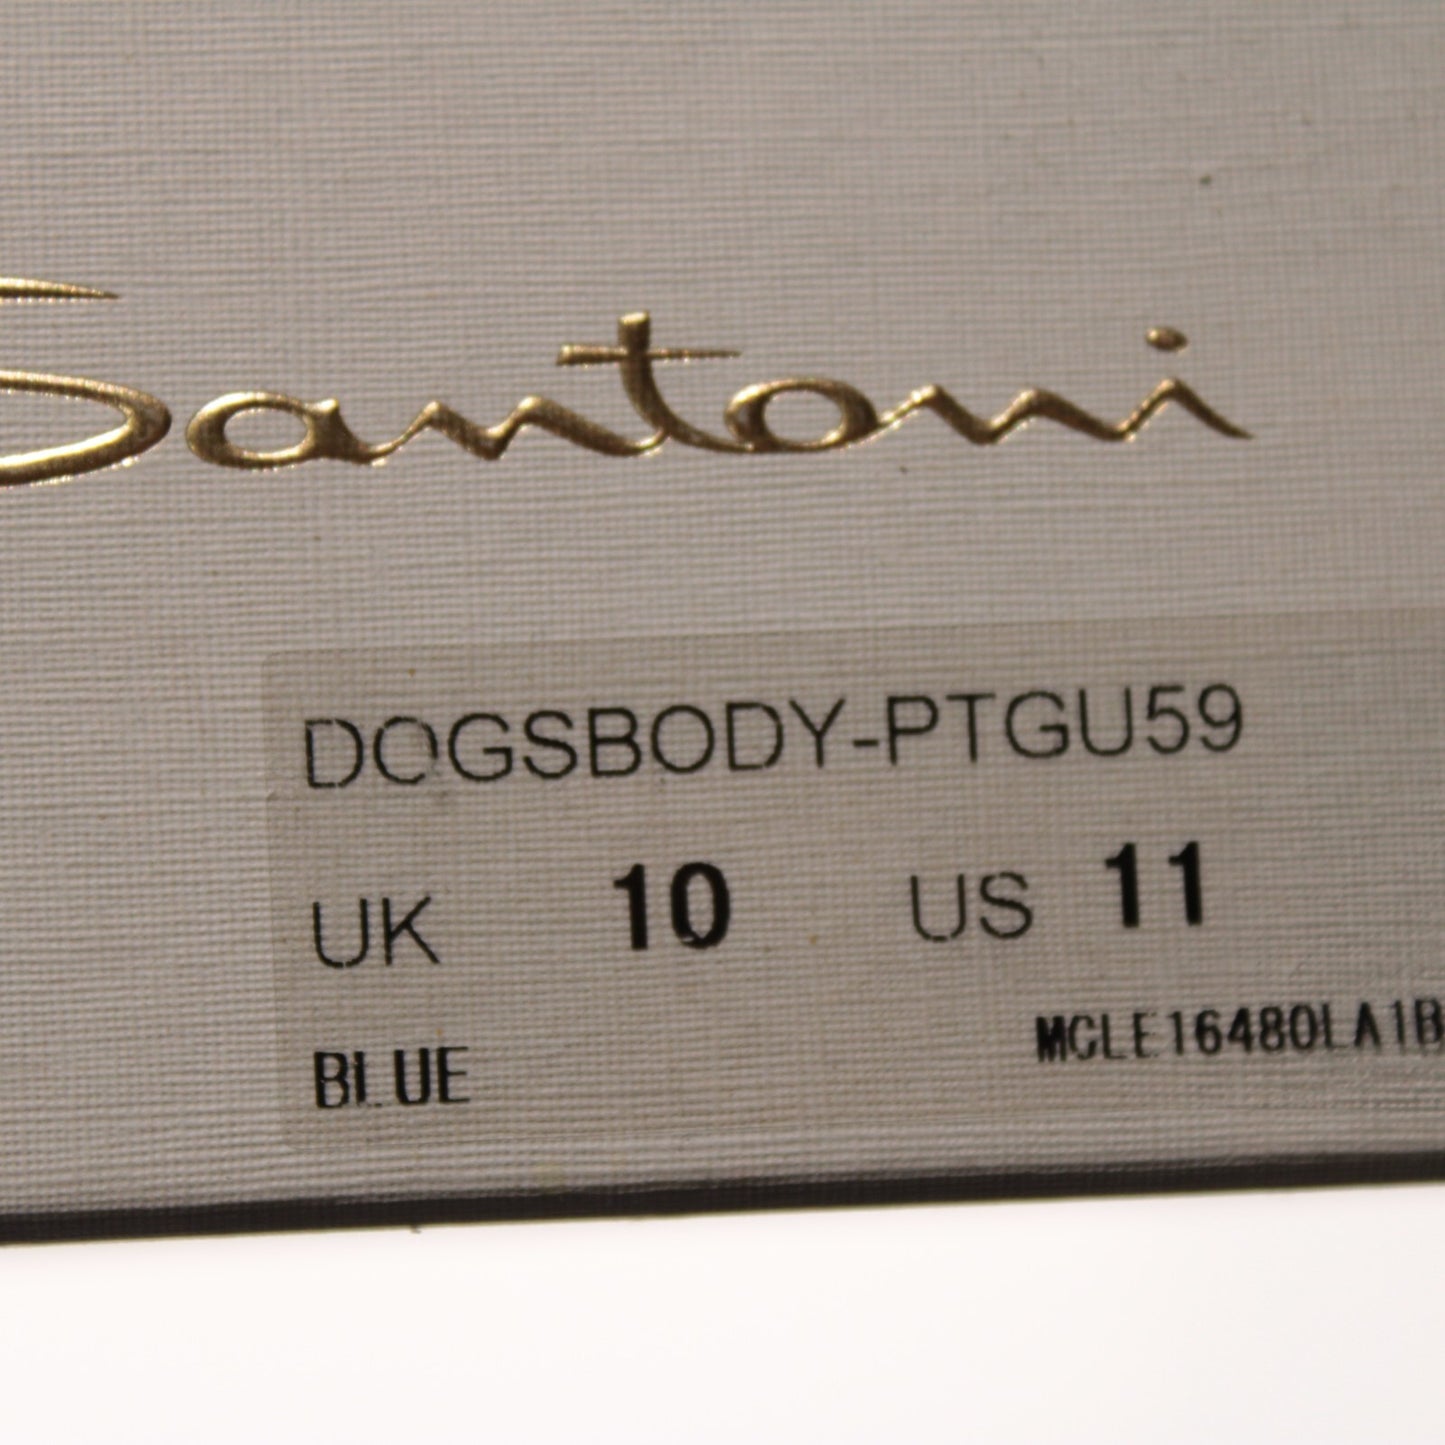 Santoni
DOGSBODY-PTGU59
UK 10 US 11
BLUE MCLE16480LA1B